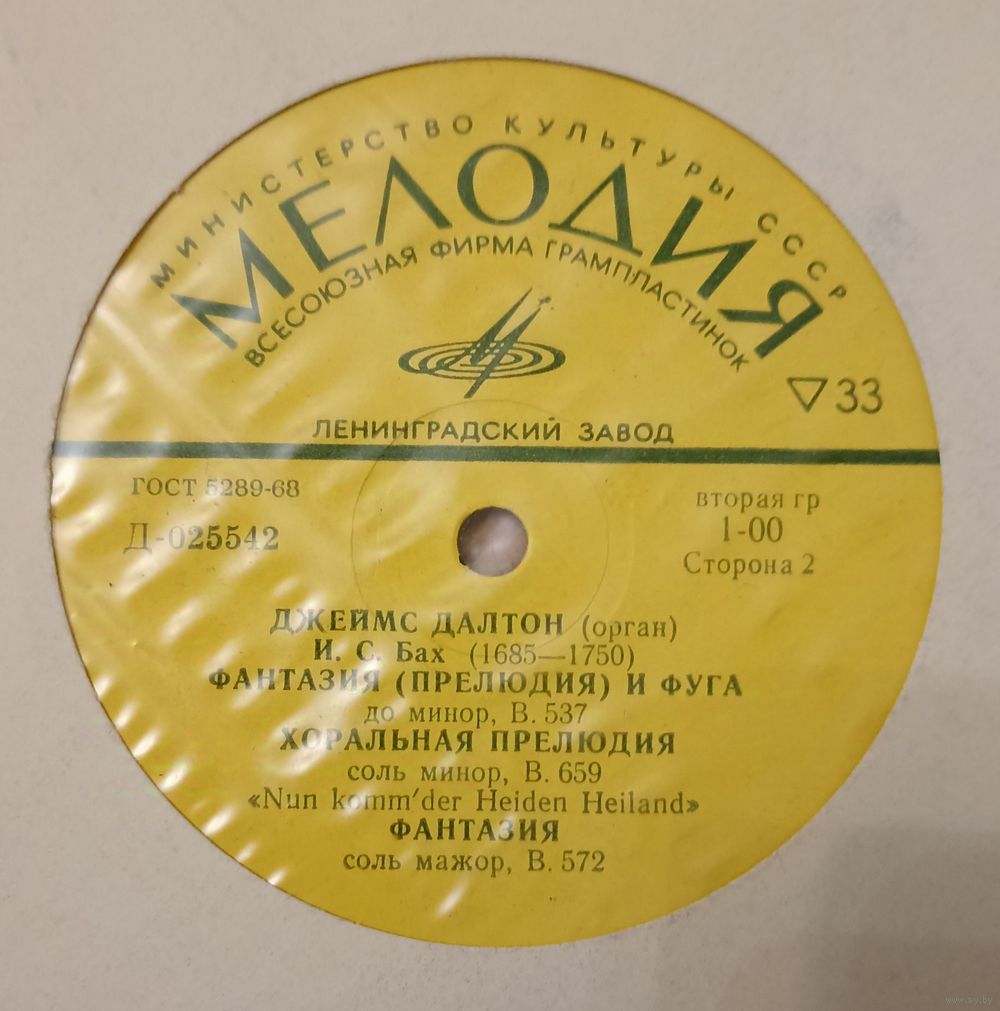 МИНИСТЕРСТВО КУЛЬТУРЫ СССР
МЕЛОДИЯ
ВСЕСОЮЗНАЯ ФИРМА ГРАМПЛАСТИНОК
33
ЛЕНИНГРАДСКИЙ ЗАВОД
ГОСТ 5289-68
вторая гр
Д-025542
1-00
Сторона 2
ДЖЕЙМС ДАЛТОН (орган)
И. С. Бах (1685—1750)
ФАНТАЗИЯ (ПРЕЛЮДИЯ) И ФУГА
до минор, В. 537
ХОРАЛЬНАЯ ПРЕЛЮДИЯ
соль минор, В. 659
«Nun komm'der Heiden Heiland»
ФАНТАЗИЯ
соль мажор, В. 572